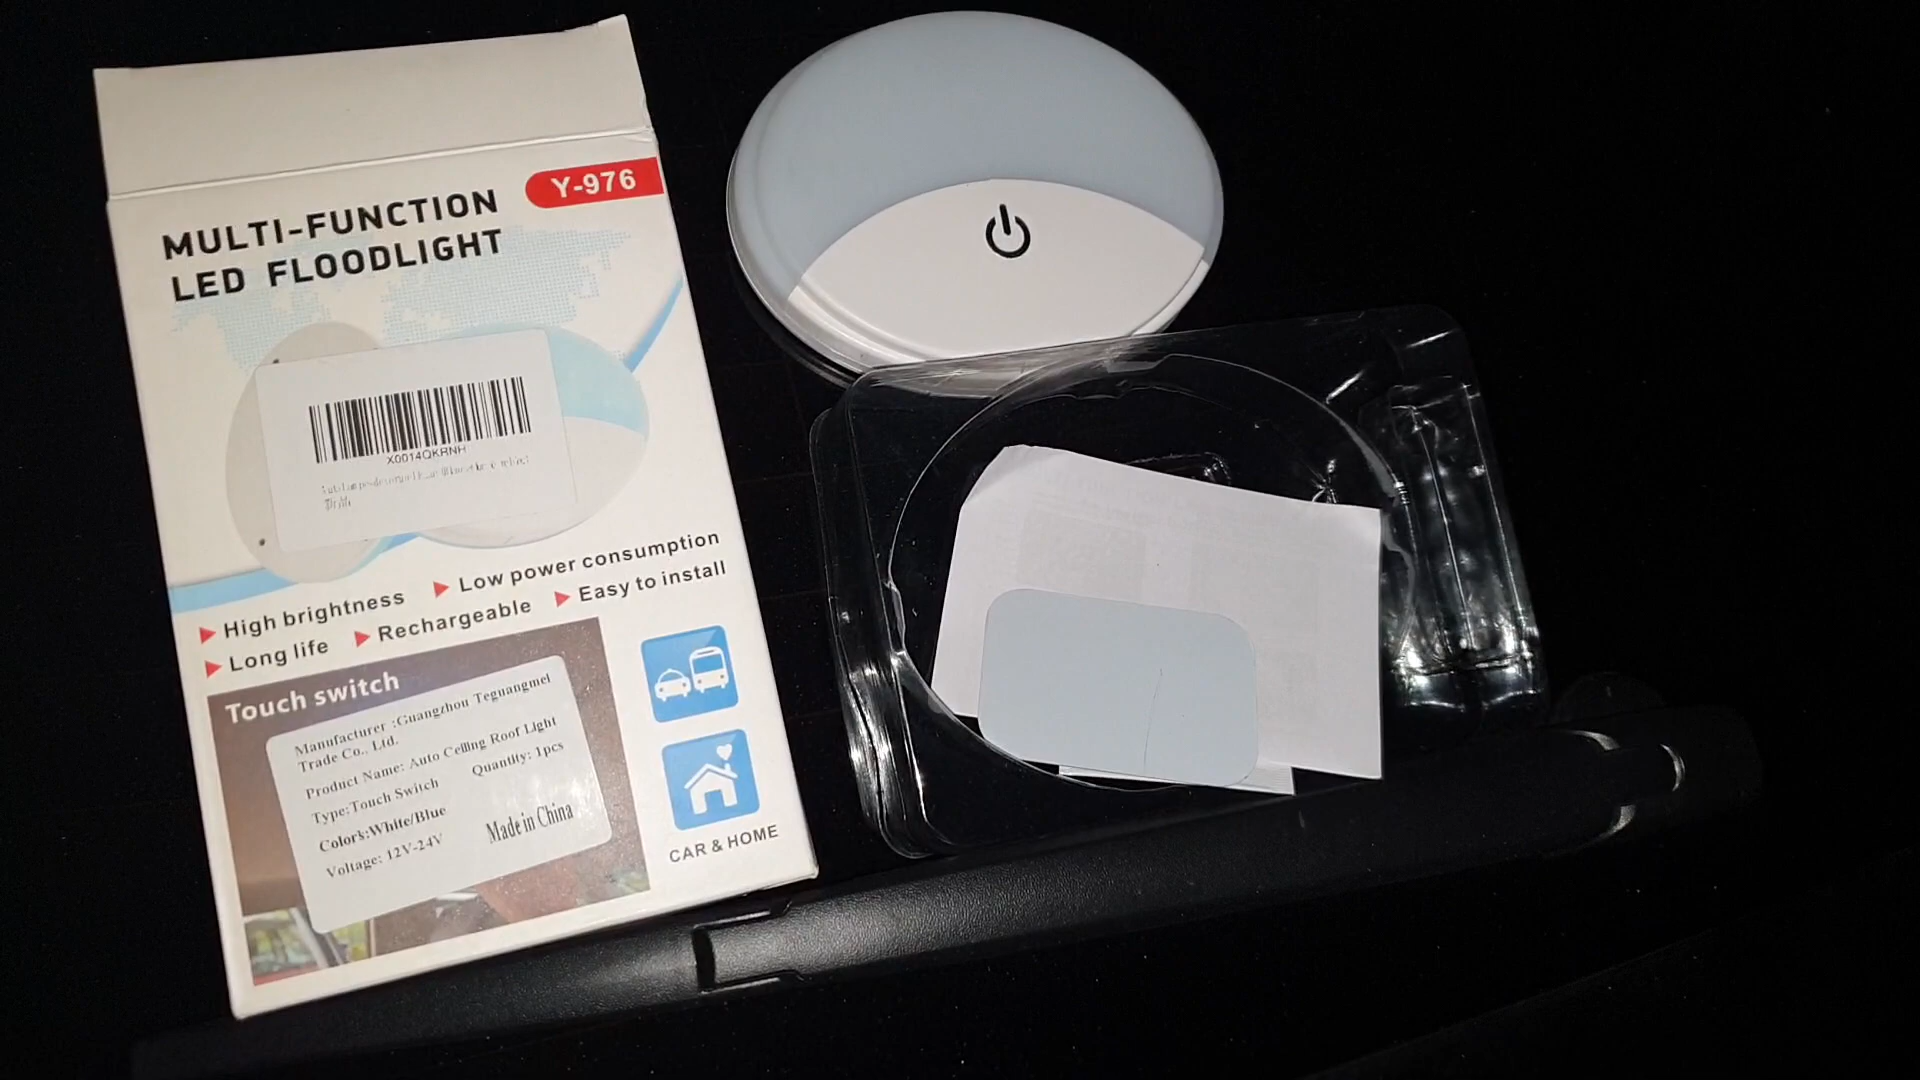 Y-976
MULTI-FUNCTION
LED FLOODLIGHT
X0014QKRNH
High brightness
Low power consumption
Long life
Rechargeable
Easy to install
Touch switch
Manufacturer :Guangzhou Teguangmel
Trade Co., Ltd.
Product Name: Auto Ceiling Roof Light
Type:Touch Switch
Quantity: 1pcs
Colors:White/Blue
Voltage: 12V-24V
Made in China
CAR & HOME